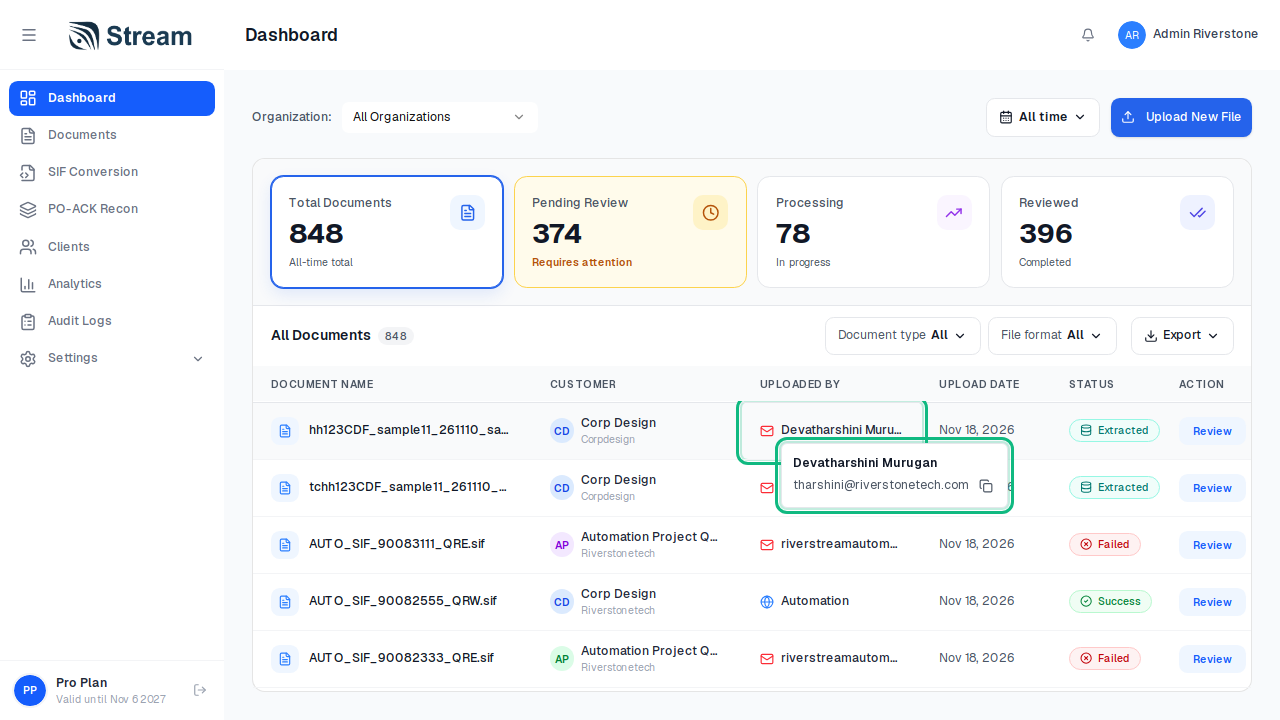 Stream
Dashboard
AR
Admin Riverstone
Dashboard
Documents
SIF Conversion
PO-ACK Recon
Clients
Analytics
Audit Logs
Settings
PP
Pro Plan
Valid until Nov 6 2027
Organization:
All Organizations
All time
Upload New File
Total Documents
848
All-time total
Pending Review
374
Requires attention
Processing
78
In progress
Reviewed
396
Completed
All Documents 848
Document type All
File format All
Export
DOCUMENT NAME CUSTOMER UPLOADED BY UPLOAD DATE STATUS ACTION
hh123CDF_sample11_261110_sa...
CD
Corp Design
Corpdesign
Devatharshini Muru...
Nov 18, 2026
Extracted
Review
Devatharshini Murugan
tharshini@riverstonetech.com
tchh123CDF_sample11_261110_...
CD
Corp Design
Corpdesign
Extracted
Review
AUTO_SIF_90083111_QRE.sif
AP
Automation Project Q...
Riverstonetech
riverstreamautom...
Nov 18, 2026
Failed
Review
AUTO_SIF_90082555_QRW.sif
CD
Corp Design
Riverstonetech
Automation
Nov 18, 2026
Success
Review
AUTO_SIF_90082333_QRE.sif
AP
Automation Project Q...
Riverstonetech
riverstreamautom...
Nov 18, 2026
Failed
Review